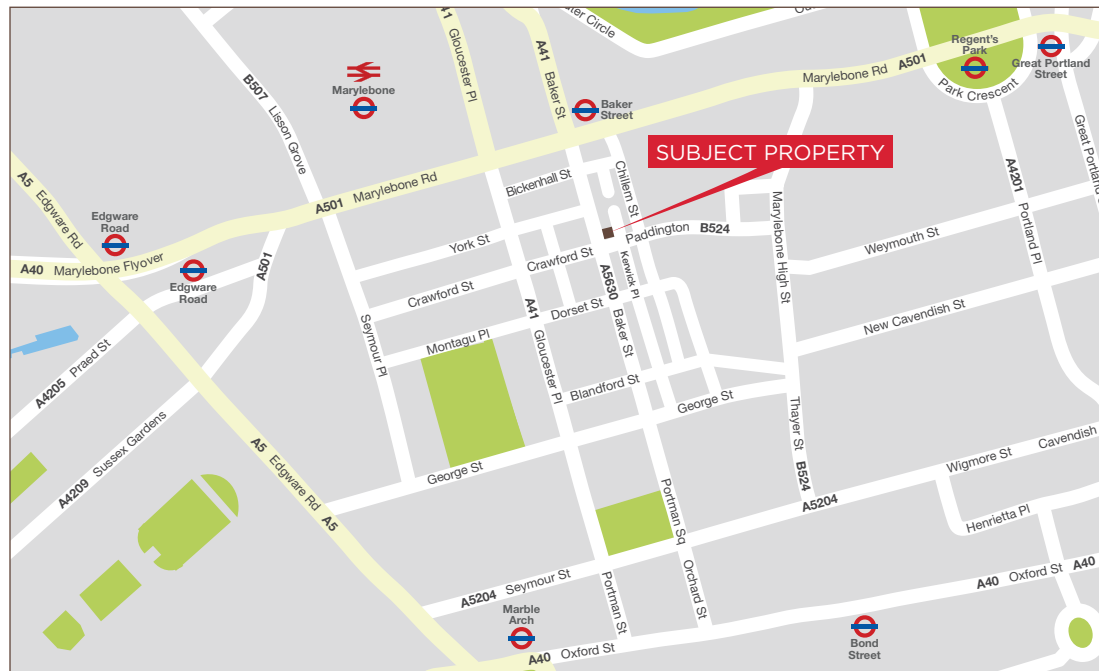 ter Circle
Ou
A41
Gloucester Pl
A41
Baker St
B507
Lisson Grove
Marylebone
Baker
Street
Marylebone Rd
A501
Regent's
Park
Great Portland
Street
Park Crescent
Great Portland
SUBJECT PROPERTY
A5
Edgware Rd
A501
Marylebone Rd
Bickenhall St
Chillem St
Edgware
Road
A40
Marylebone Flyover
Edgware
Road
A501
York St
Crawford St
Crawford St
Paddington
B524
Kenwick Pl
Marylebone High St
Weymouth St
A4201
Portland Pl
A5630
Baker St
A41
Gloucester Pl
Dorset St
Montagu Pl
Seymour Pl
New Cavendish St
A4205
Praed St
Blandford St
George St
Thayer St
B524
A4209
Sussex Gardens
A5
Edgware Rd
A5
George St
Portman Sq
A5204
Wigmore St
Cavendish
Henrietta Pl
A5204
Seymour St
Portman St
Orchard St
Marble
Arch
A40
Oxford St
Bond
Street
A40
Oxford St
A40